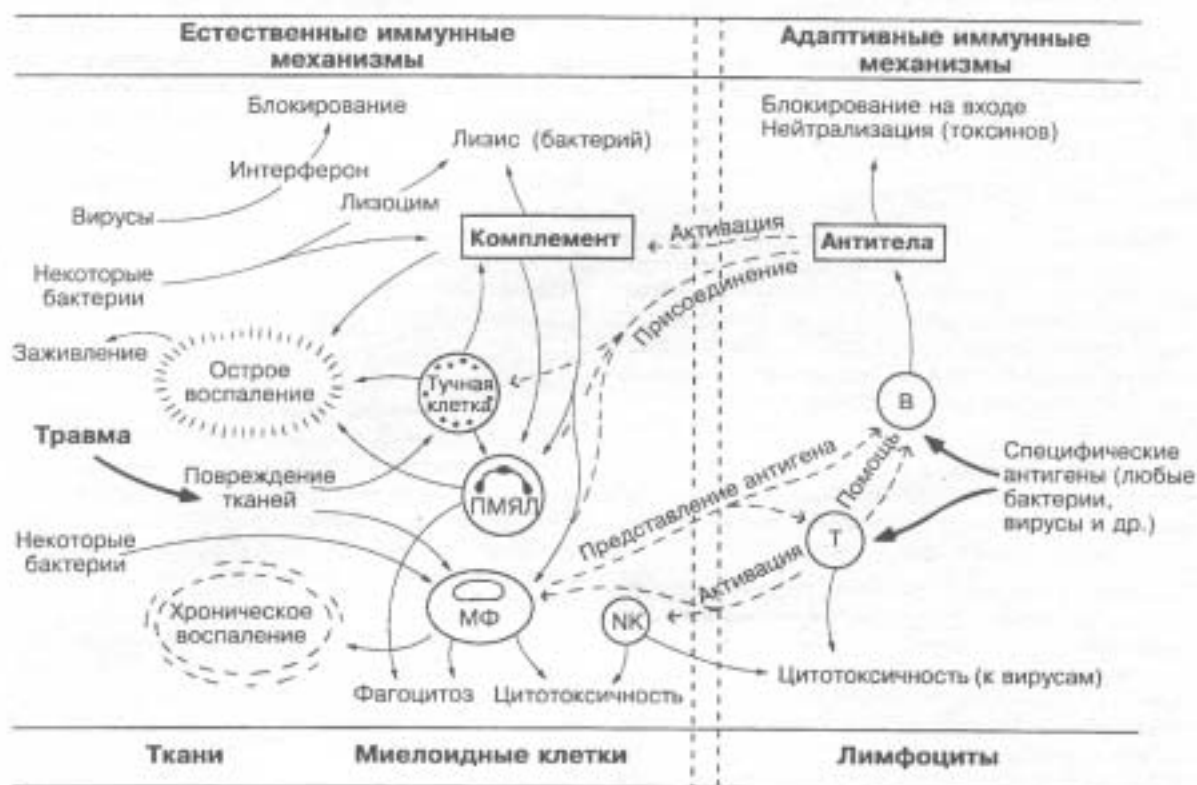 Естественные иммунные
механизмы
Адаптивные иммунные
механизмы
Блокирование
Интерферон
Вирусы
Лизис (бактерий)
Лизоцим
Некоторые
бактерии
Комплемент
Активация
Присоединение
Блокирование на входе
Нейтрализация (токсинов)
Антитела
Заживление
Острое
воспаление
Тучная
клетка
В
Травма
Повреждение
тканей
ПМЯЛ
Представление антигена
Помощь
Специфические
антигены (любые
бактерии,
вирусы и др.)
Т
Некоторые
бактерии
Хроническое
воспаление
МФ
NK
Активация
Фагоцитоз
Цитотоксичность
Цитотоксичность (к вирусам)
Ткани
Миелоидные клетки
Лимфоциты